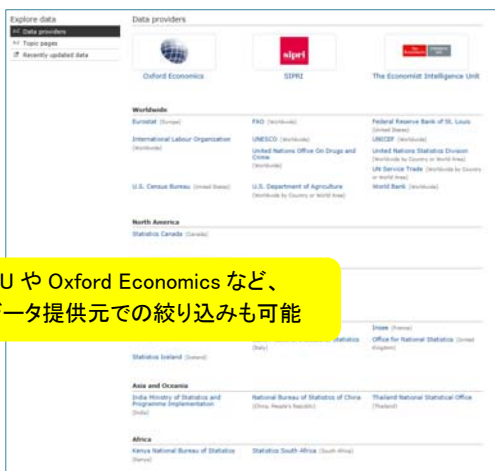 Explore data
Data providers
Topic pages
Recently updated data
Data providers
sipri
Oxford Economics
SIPRI
The Economist Intelligence Unit
Worldwide
Eurostat (Europe)
FAO (Worldwide)
Federal Reserve Bank of St. Louis
(United States)
International Labour Organization
(Worldwide)
UNESCO (Worldwide)
UNICEF (Worldwide)
United Nations Office On Drugs and
Crime
(Worldwide)
United Nations Statistics Division
(Worldwide by Country or World Area)
UN Service Trade (Worldwide by Country
or World Area)
U.S. Census Bureau (United States)
U.S. Department of Agriculture
(Worldwide by Country or World Area)
World Bank (Worldwide)
North America
Statistics Canada (Canada)
U や Oxford Economics など、
データ提供元での絞り込みも可能
Insee (France)
Statistics
(Italy)
Office for National Statistics (United
Kingdom)
Statistics Iceland (Iceland)
Asia and Oceania
India Ministry of Statistics and
Programme Implementation
(India)
National Bureau of Statistics of China
(China, People's Republic)
Thailand National Statistical Office
(Thailand)
Africa
Kenya National Bureau of Statistics
(Kenya)
Statistics South Africa (South Africa)